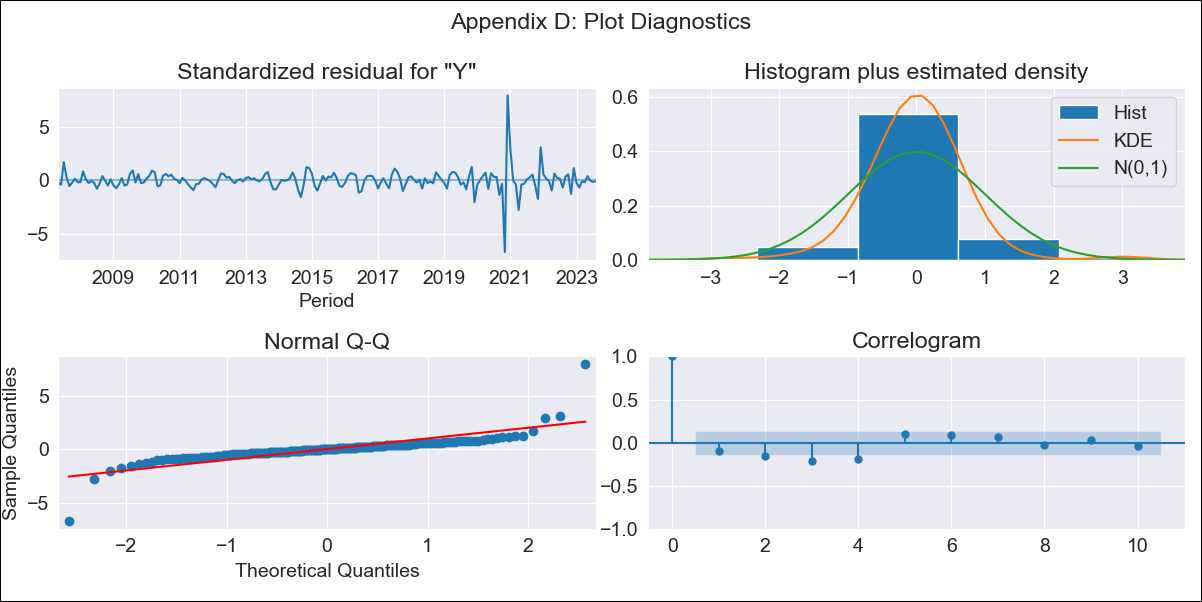 Appendix D: Plot Diagnostics
Standardized residual for "Y"
5
0
−5
2009 2011 2013 2015 2017 2019 2021 2023
Period
Histogram plus estimated density
0.6
0.4
0.2
0.0
−3 −2 −1 0 1 2 3
Hist
KDE
N(0,1)
Normal Q-Q
Sample Quantiles
5
0
−5
−2 −1 0 1 2
Theoretical Quantiles
Correlogram
1.0
0.5
0.0
−0.5
−1.0
0 2 4 6 8 10